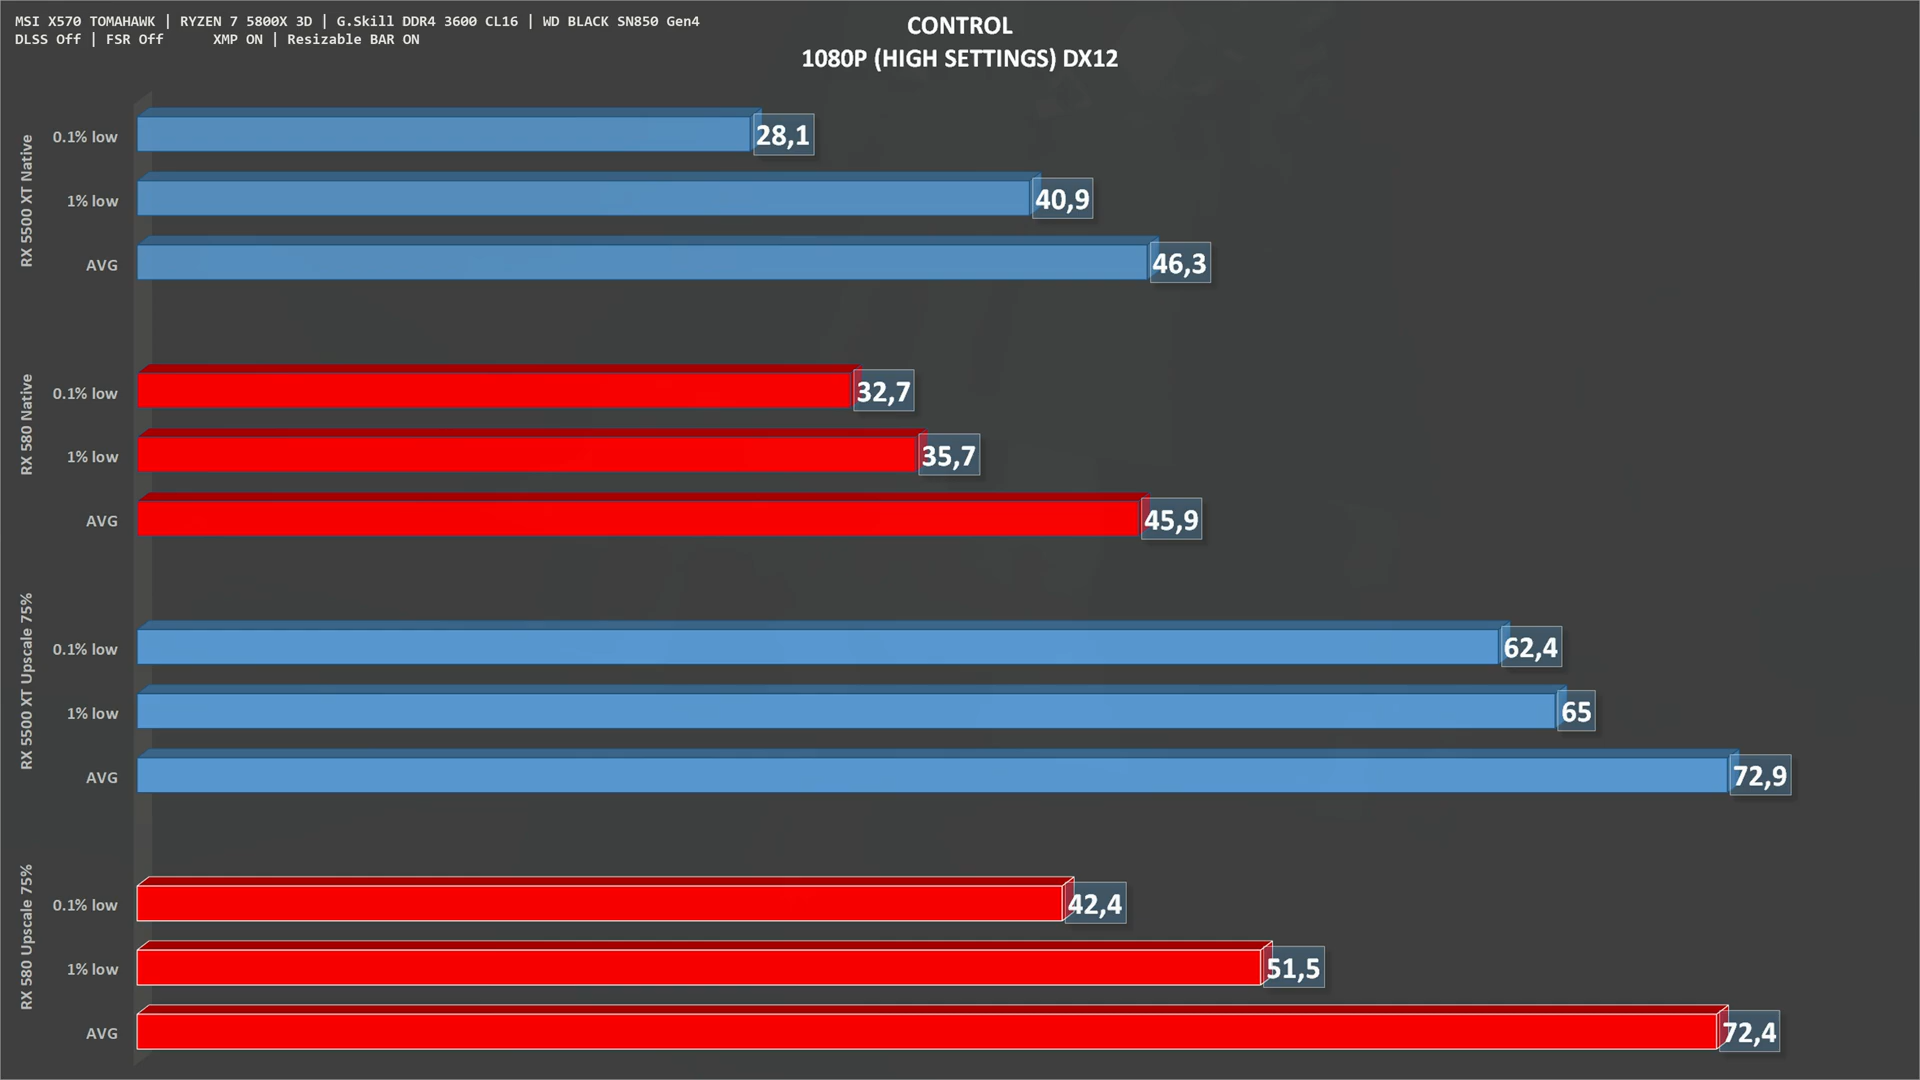 MSI X570 TOMAHAWK | RYZEN 7 5800X 3D | G.Skill DDR4 3600 CL16 | WD BLACK SN850 Gen4
DLSS Off | FSR Off XMP ON | Resizable BAR ON
CONTROL
1080P (HIGH SETTINGS) DX12
RX 5500 XT Native
0.1% low 28,1
1% low 40,9
AVG 46,3
RX 580 Native
0.1% low 32,7
1% low 35,7
AVG 45,9
RX 5500 XT Upscale 75%
0.1% low 62,4
1% low 65
AVG 72,9
RX 580 Upscale 75%
0.1% low 42,4
1% low 51,5
AVG 72,4